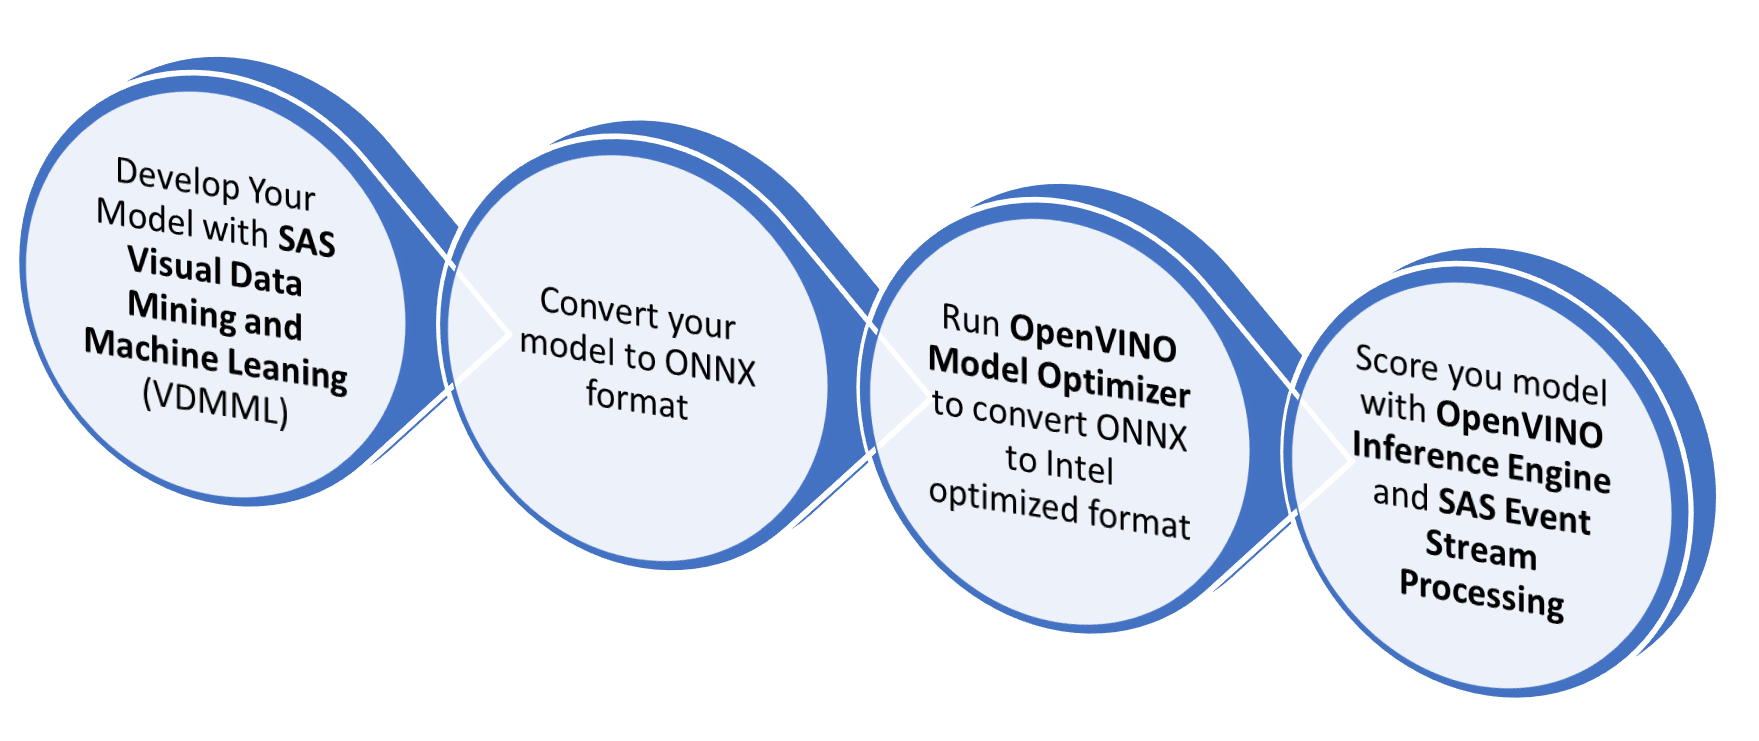 Develop Your
Model with SAS
Visual Data
Mining and
Machine Leaning
(VDMML)
Convert your
model to ONNX
format
Run OpenVINO
Model Optimizer
to convert ONNX
to Intel
optimized format
Score you model
with OpenVINO
Inference Engine
and SAS Event
Stream
Processing